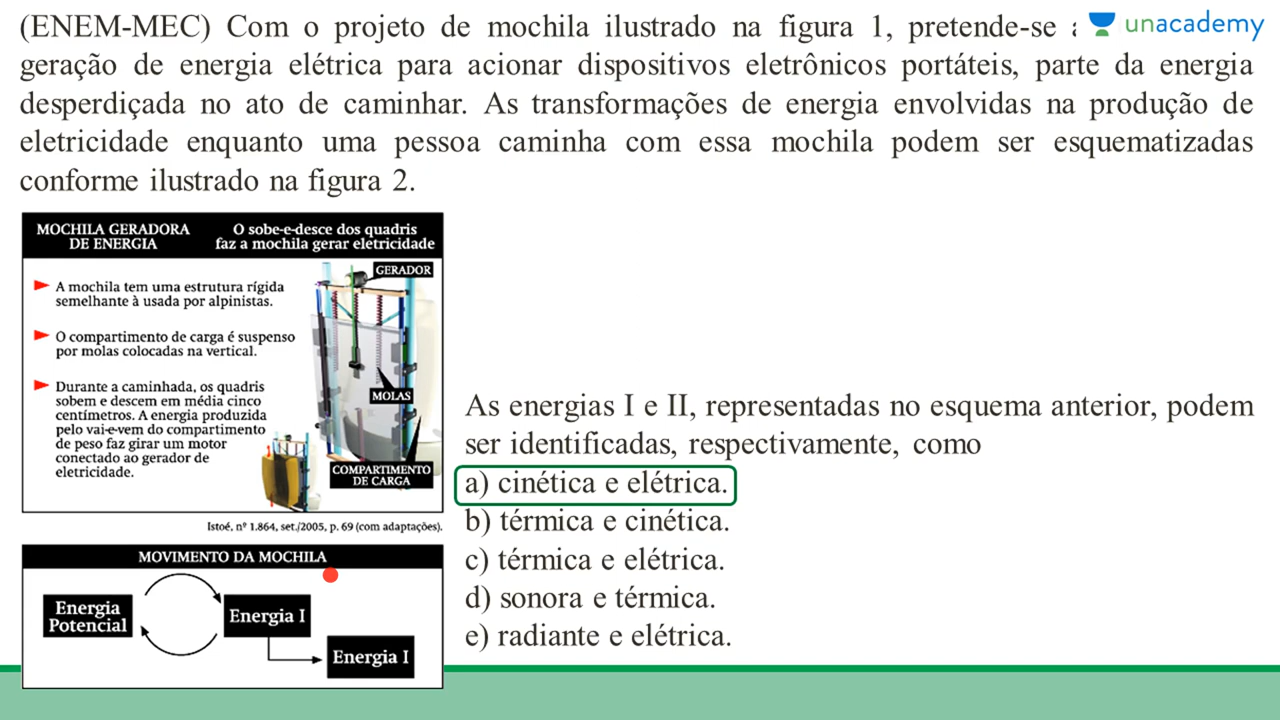 (ENEM-MEC) Com o projeto de mochila ilustrado na figura 1, pretende-se
unacademy
geração de energia elétrica para acionar dispositivos eletrônicos portáteis, parte da energia
desperdiçada no ato de caminhar. As transformações de energia envolvidas na produção de
eletricidade enquanto uma pessoa caminha com essa mochila podem ser esquematizadas
conforme ilustrado na figura 2.
MOCHILA GERADORA
DE ENERGIA
O sobe-e-desce dos quadris
faz a mochila gerar eletricidade
A mochila tem uma estrutura rígida
semelhante à usada por alpinistas.
O compartimento de carga é suspenso
por molas colocadas na vertical.
Durante a caminhada, os quadris
sobem e descem em média cinco
centímetros. A energia produzida
pelo vai-e-vem do compartimento
de peso faz girar um motor
conectado ao gerador de
eletricidade.
GERADOR
MOLAS
COMPARTIMENTO
DE CARGA
Istoé, nº 1.864, set./2005, p. 69 (com adaptações).
MOVIMENTO DA MOCHILA
Energia
Potencial
Energia I
Energia I
As energias I e II, representadas no esquema anterior, podem
ser identificadas, respectivamente, como
a) cinética e elétrica.
b) térmica e cinética.
c) térmica e elétrica.
d) sonora e térmica.
e) radiante e elétrica.